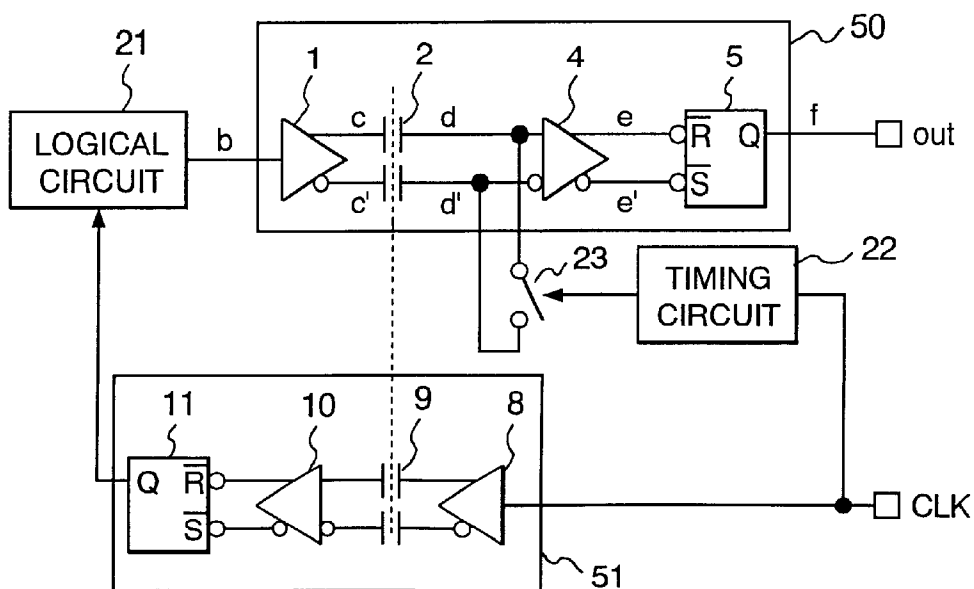 21
1
2
4
5
50
LOGICAL
CIRCUIT
b
c
d
e
R
Q
f
out
c'
d'
e'
S
23
TIMING
CIRCUIT
22
11
10
9
8
Q
R
S
CLK
51